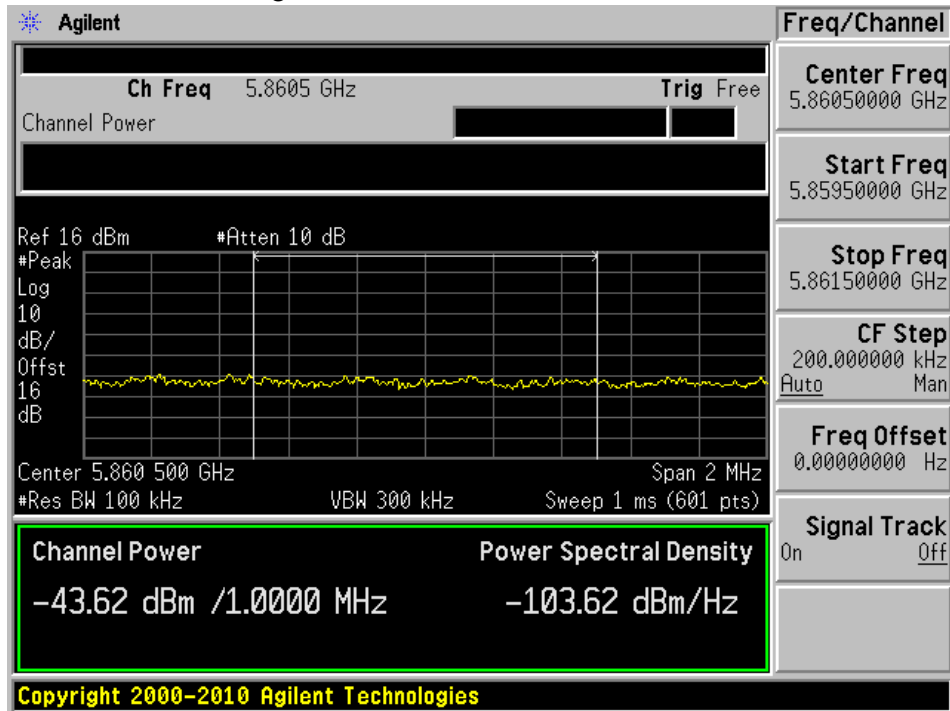 Agilent
Freq/Channel
Ch Freq 5.8605 GHz Trig Free
Channel Power
Ref 16 dBm #Atten 10 dB
#Peak
Log
10
dB/
Offst
16
dB
Center 5.860 500 GHz Span 2 MHz
#Res BW 100 kHz VBW 300 kHz Sweep 1 ms (601 pts)
Channel Power Power Spectral Density
-43.62 dBm /1.0000 MHz -103.62 dBm/Hz
Copyright 2000-2010 Agilent Technologies
Center Freq
5.86050000 GHz
Start Freq
5.85950000 GHz
Stop Freq
5.86150000 GHz
CF Step
200.000000 kHz
Auto Man
Freq Offset
0.00000000 Hz
Signal Track
On Off